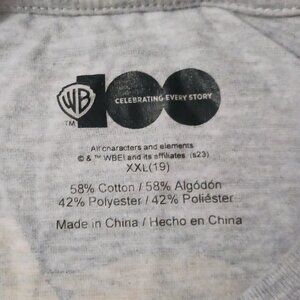 WB 100
CELEBRATING EVERY STORY
TM
All characters and elements
© & ™ WBEI and its affiliates (s23)
XXL(19)
58% Cotton / 58% Algódón
42% Polyester / 42% Poliéster
Made in China / Hecho en China